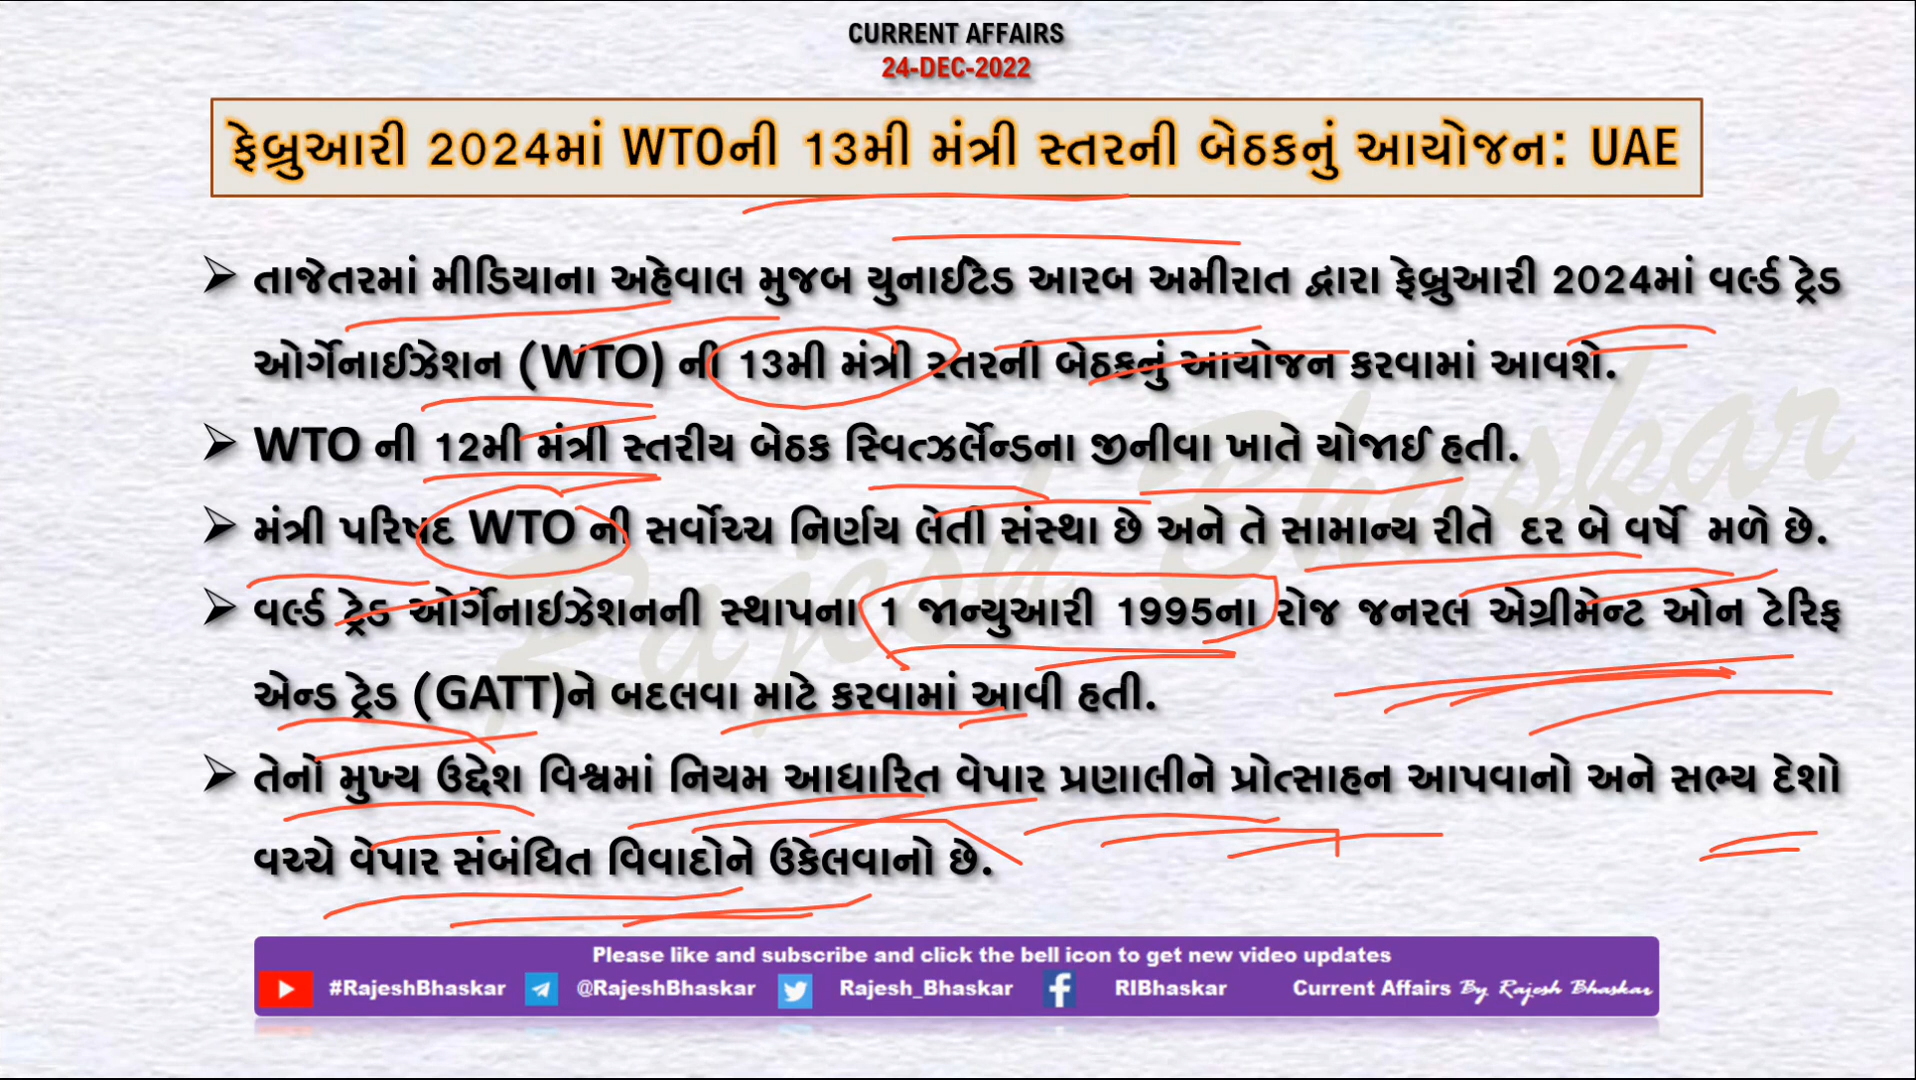 CURRENT AFFAIRS
24-DEC-2022
ફેબ્રુઆરી 2024માં WTOની 13મી મંત્રી સ્તરની બેઠકનું આયોજન: UAE
તાજેતરમાં મીડિયાના અહેવાલ મુજબ યુનાઈટેડ આરબ અમીરાત દ્વારા ફેબ્રુઆરી 2024માં વર્લ્ડ ટ્રેડ
ઓર્ગેનાઈઝેશન (WTO) ની 13મી મંત્રી સ્તરની બેઠકનું આયોજન કરવામાં આવશે.
WTO ની 12મી મંત્રી સ્તરીય બેઠક સ્વિત્ઝર્લેન્ડના જીનીવા ખાતે યોજાઈ હતી.
મંત્રી પરિષદ WTO ની સર્વોચ્ચ નિર્ણય લેતી સંસ્થા છે અને તે સામાન્ય રીતે દર બે વર્ષે મળે છે.
વર્લ્ડ ટ્રેડ ઓર્ગેનાઇઝેશનની સ્થાપના 1 જાન્યુઆરી 1995ના રોજ જનરલ એગ્રીમેન્ટ ઓન ટેરિફ
એન્ડ ટ્રેડ (GATT)ને બદલવા માટે કરવામાં આવી હતી.
તેનો મુખ્ય ઉદ્દેશ વિશ્વમાં નિયમ આધારિત વેપાર પ્રણાલીને પ્રોત્સાહન આપવાનો અને સભ્ય દેશો
વચ્ચે વેપાર સંબંધિત વિવાદોને ઉકેલવાનો છે.
Rajesh Bhaskar
Please like and subscribe and click the bell icon to get new video updates
#RajeshBhaskar @RajeshBhaskar Rajesh_Bhaskar RIBhaskar Current Affairs By Rajesh Bhaskar